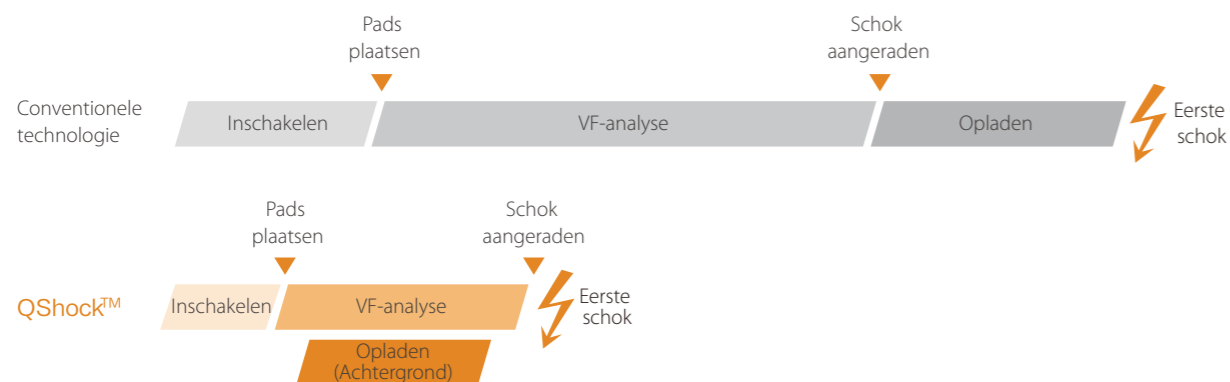 Pads
plaatsen
Schok
aangeraden
Conventionele
technologie
Inschakelen
VF-analyse
Opladen
Eerste
schok
Pads
plaatsen
Schok
aangeraden
QShock™
Inschakelen
VF-analyse
Eerste
schok
Opladen
(Achtergrond)